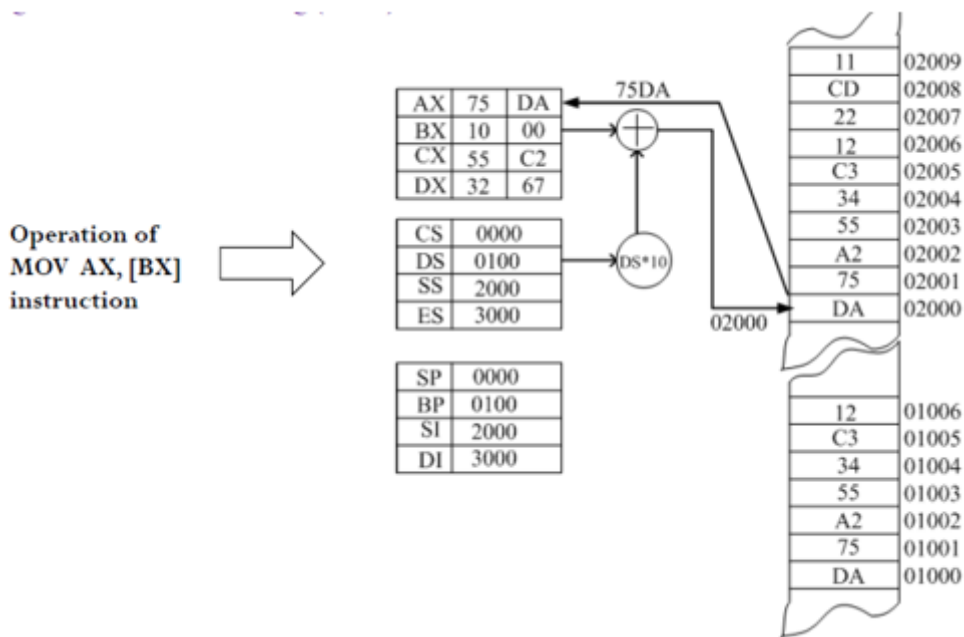 11 02009
CD 02008
22 02007
12 02006
C3 02005
34 02004
55 02003
A2 02002
75 02001
DA 02000
75DA
AX 75 DA
BX 10 00
CX 55 C2
DX 32 67
CS 0000
DS 0100
SS 2000
ES 3000
DS*10
02000
Operation of
MOV AX, [BX]
instruction
SP 0000
BP 0100
SI 2000
DI 3000
12 01006
C3 01005
34 01004
55 01003
A2 01002
75 01001
DA 01000